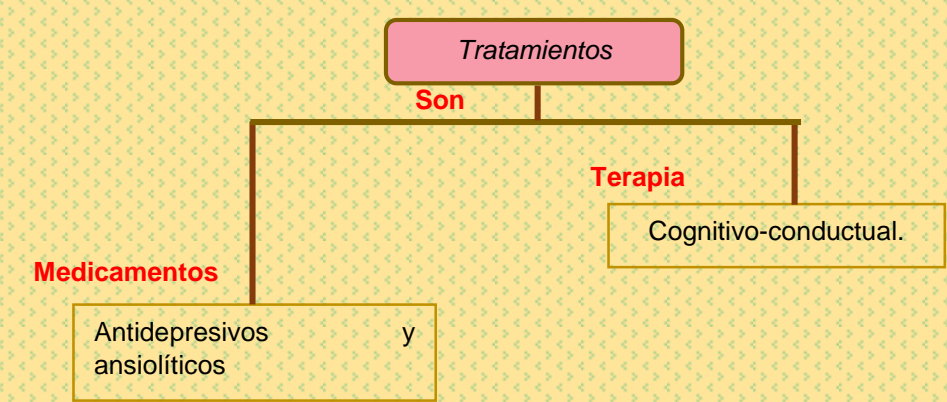 Tratamientos
Son
Terapia
Cognitivo-conductual.
Medicamentos
Antidepresivos y
ansiolíticos